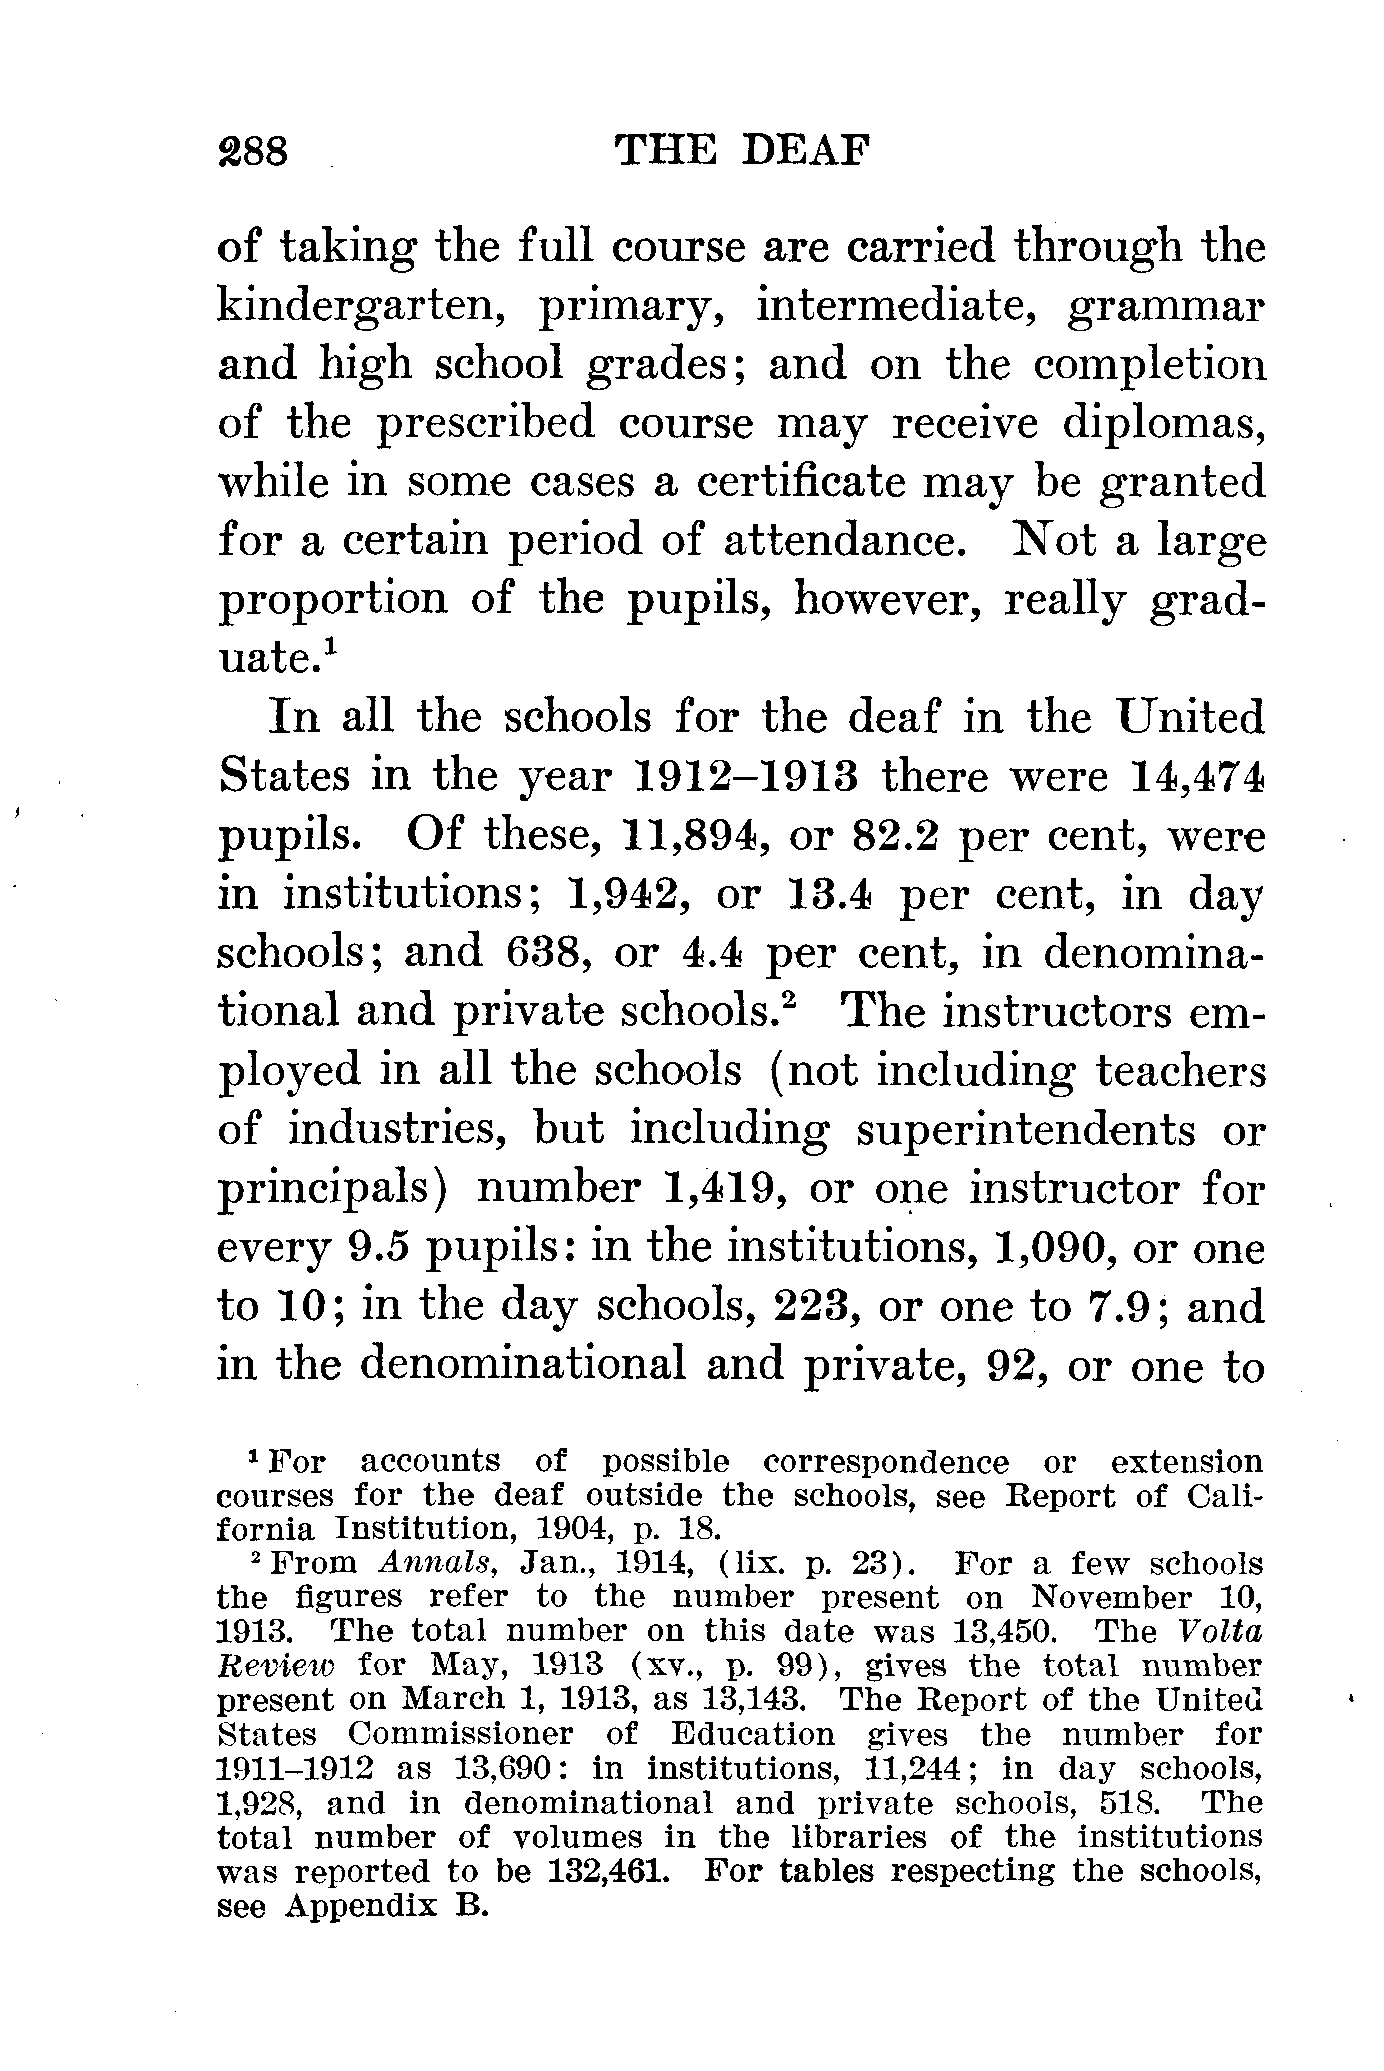 288 THE DEAF
of taking the full course are carried through the
kindergarten, primary, intermediate, grammar
and high school grades; and on the completion
of the prescribed course may receive diplomas,
while in some cases a certificate may be granted
for a certain period of attendance. Not a large
proportion of the pupils, however, really grad-
uate.¹
In all the schools for the deaf in the United
States in the year 1912–1913 there were 14,474
pupils. Of these, 11,894, or 82.2 per cent, were
in institutions; 1,942, or 13.4 per cent, in day
schools; and 638, or 4.4 per cent, in denomina-
tional and private schools.² The instructors em-
ployed in all the schools (not including teachers
of industries, but including superintendents or
principals) number 1,419, or one instructor for
every 9.5 pupils: in the institutions, 1,090, or one
to 10; in the day schools, 223, or one to 7.9; and
in the denominational and private, 92, or one to
¹ For accounts of possible correspondence or extension
courses for the deaf outside the schools, see Report of Cali-
fornia Institution, 1904, p. 18.
² From Annals, Jan., 1914, (lix. p. 23). For a few schools
the figures refer to the number present on November 10,
1913. The total number on this date was 13,450. The Volta
Review for May, 1913 (xv., p. 99), gives the total number
present on March 1, 1913, as 13,143. The Report of the United
States Commissioner of Education gives the number for
1911–1912 as 13,690: in institutions, 11,244; in day schools,
1,928, and in denominational and private schools, 518. The
total number of volumes in the libraries of the institutions
was reported to be 132,461. For tables respecting the schools,
see Appendix B.